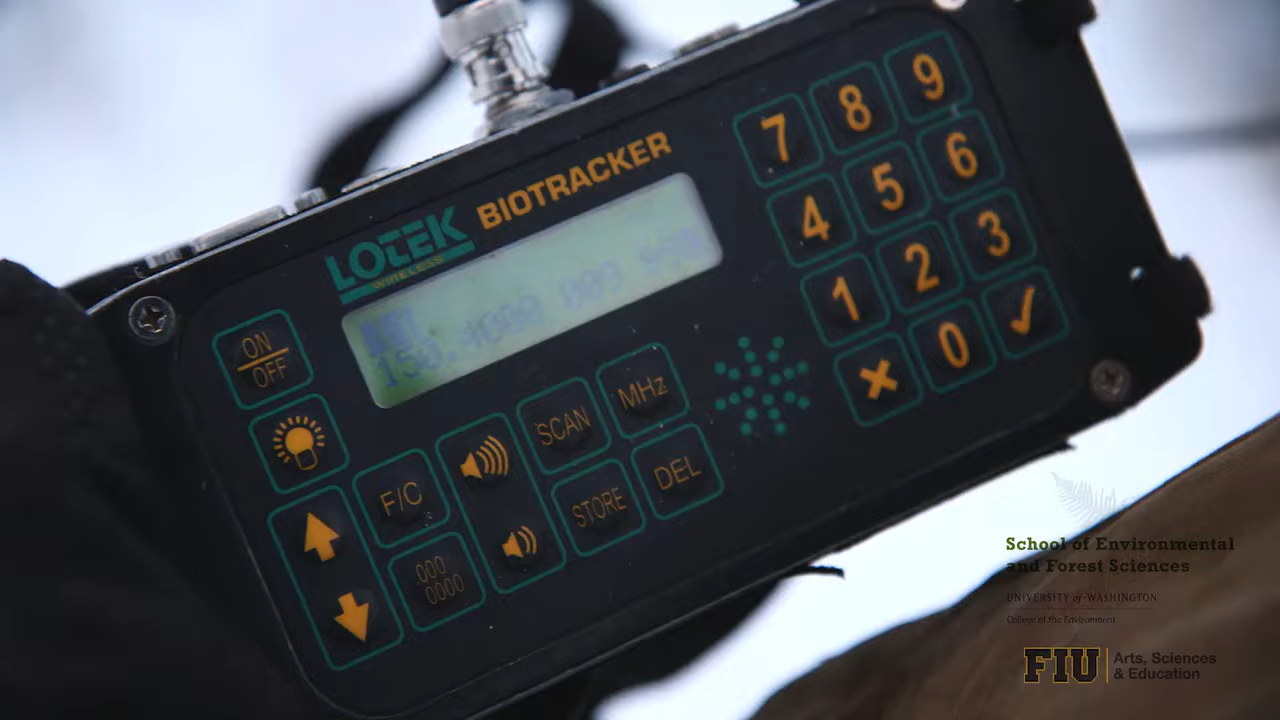 LOTEK BIOTRACKER
WIRELESS
7 8 9
4 5 6
1 2 3
0
ON
OFF
F/C
SCAN
MHz
STORE
DEL
000
0000
School of Environmental
and Forest Sciences
UNIVERSITY of WASHINGTON
College of the Environment
FIU Arts, Sciences
& Education